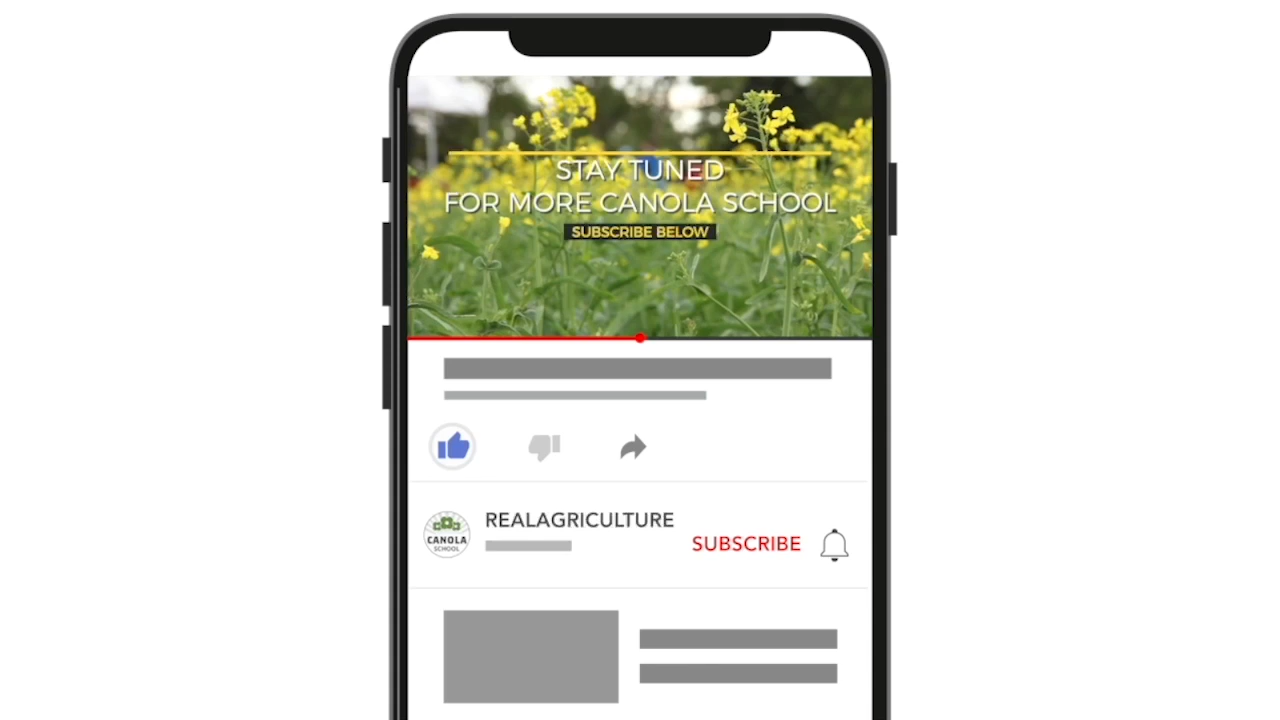 STAY TUNED
FOR MORE CANOLA SCHOOL
SUBSCRIBE BELOW
REALAGRICULTURE
CANOLA
SCHOOL
SUBSCRIBE